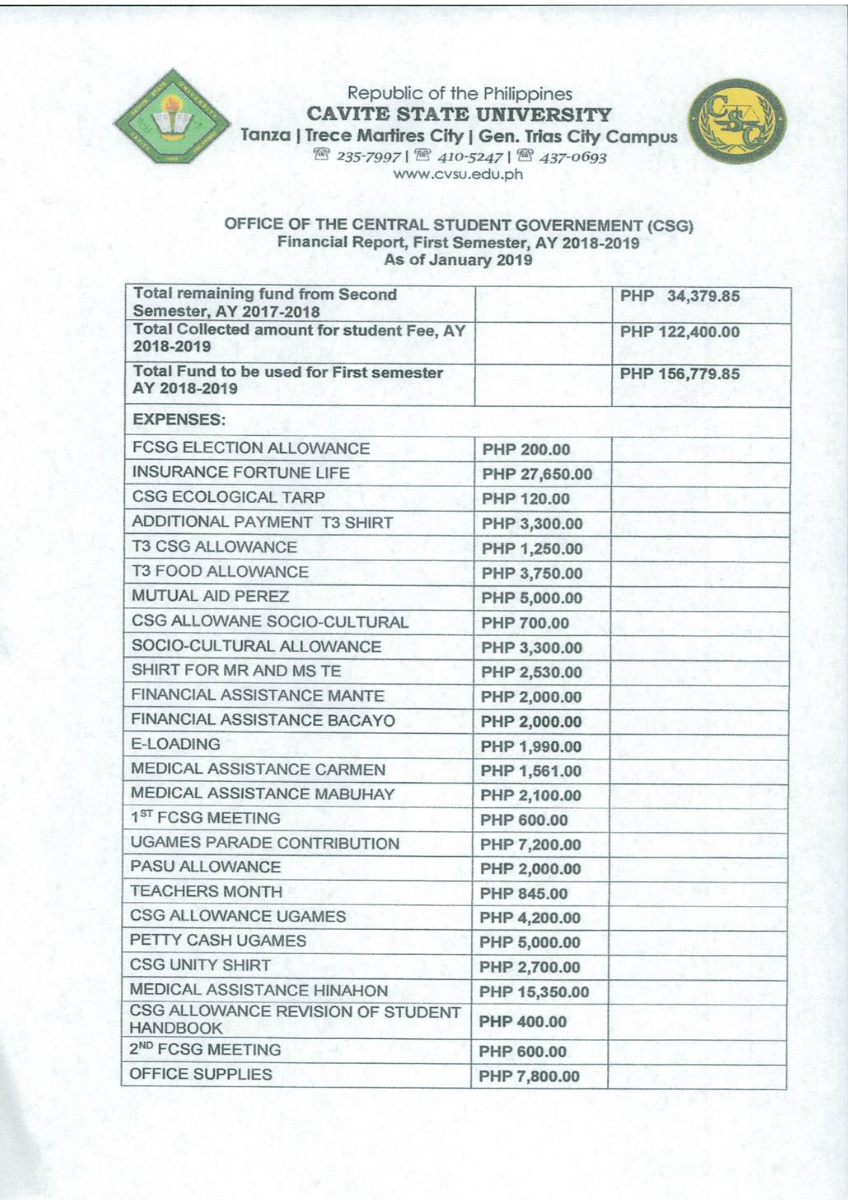 Republic of the Philippines
CAVITE STATE UNIVERSITY
Tanza | Trece Martires City | Gen. Trias City Campus
☏ 235-7997 | ☏ 410-5247 | ☏ 437-0693
www.cvsu.edu.ph
CSG
OFFICE OF THE CENTRAL STUDENT GOVERNEMENT (CSG)
Financial Report, First Semester, AY 2018-2019
As of January 2019
Total remaining fund from Second Semester, AY 2017-2018 PHP 34,379.85
Total Collected amount for student Fee, AY 2018-2019 PHP 122,400.00
Total Fund to be used for First semester AY 2018-2019 PHP 156,779.85
EXPENSES:
FCSG ELECTION ALLOWANCE PHP 200.00
INSURANCE FORTUNE LIFE PHP 27,650.00
CSG ECOLOGICAL TARP PHP 120.00
ADDITIONAL PAYMENT T3 SHIRT PHP 3,300.00
T3 CSG ALLOWANCE PHP 1,250.00
T3 FOOD ALLOWANCE PHP 3,750.00
MUTUAL AID PEREZ PHP 5,000.00
CSG ALLOWANE SOCIO-CULTURAL PHP 700.00
SOCIO-CULTURAL ALLOWANCE PHP 3,300.00
SHIRT FOR MR AND MS TE PHP 2,530.00
FINANCIAL ASSISTANCE MANTE PHP 2,000.00
FINANCIAL ASSISTANCE BACAYO PHP 2,000.00
E-LOADING PHP 1,990.00
MEDICAL ASSISTANCE CARMEN PHP 1,561.00
MEDICAL ASSISTANCE MABUHAY PHP 2,100.00
1ST FCSG MEETING PHP 600.00
UGAMES PARADE CONTRIBUTION PHP 7,200.00
PASU ALLOWANCE PHP 2,000.00
TEACHERS MONTH PHP 845.00
CSG ALLOWANCE UGAMES PHP 4,200.00
PETTY CASH UGAMES PHP 5,000.00
CSG UNITY SHIRT PHP 2,700.00
MEDICAL ASSISTANCE HINAHON PHP 15,350.00
CSG ALLOWANCE REVISION OF STUDENT HANDBOOK PHP 400.00
2ND FCSG MEETING PHP 600.00
OFFICE SUPPLIES PHP 7,800.00